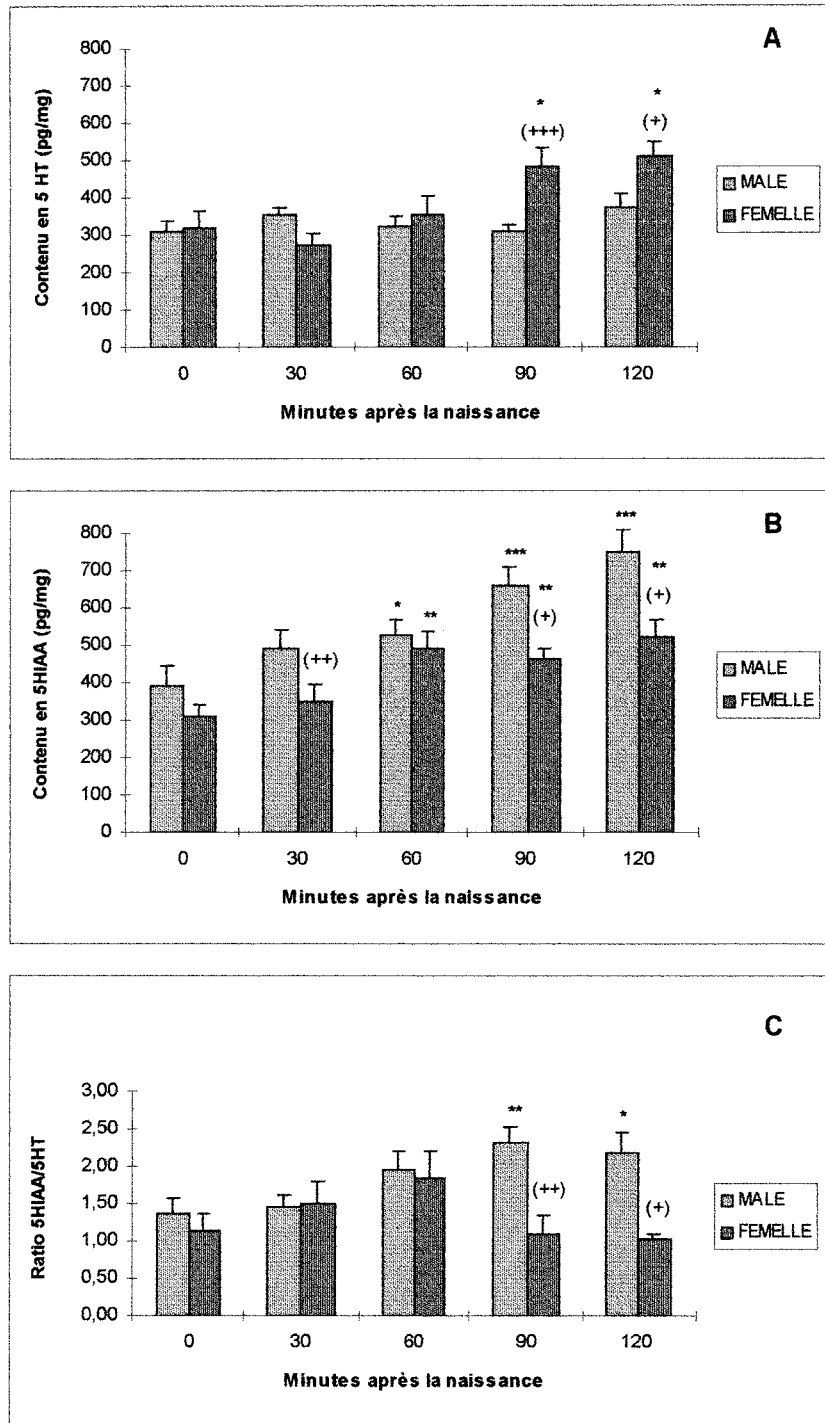 A
Contenu en 5 HT (pg/mg)
800
700
600
500
400
300
200
100
0
* *
(+++) (+)
MALE
FEMELLE
0 30 60 90 120
Minutes après la naissance
B
Contenu en 5HIAA (pg/mg)
800
700
600
500
400
300
200
100
0
(++) * ** *** ** (+) *** ** (+)
MALE
FEMELLE
0 30 60 90 120
Minutes après la naissance
C
Ratio 5HIAA/5HT
3,00
2,50
2,00
1,50
1,00
0,50
0,00
** *
(++) (+)
MALE
FEMELLE
0 30 60 90 120
Minutes après la naissance